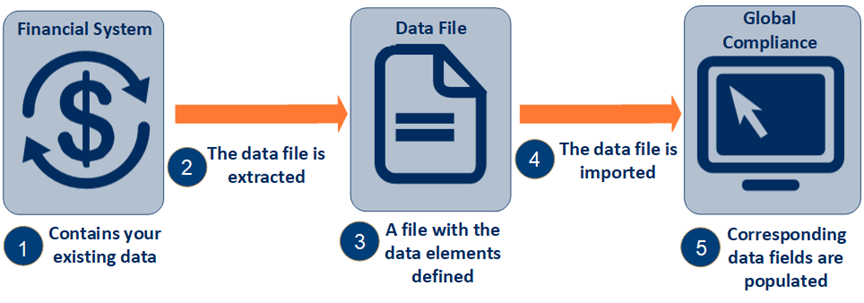 Financial System
Data File
Global
Compliance
1
Contains your
existing data
2
The data file is
extracted
3
A file with the
data elements
defined
4
The data file is
imported
5
Corresponding
data fields are
populated